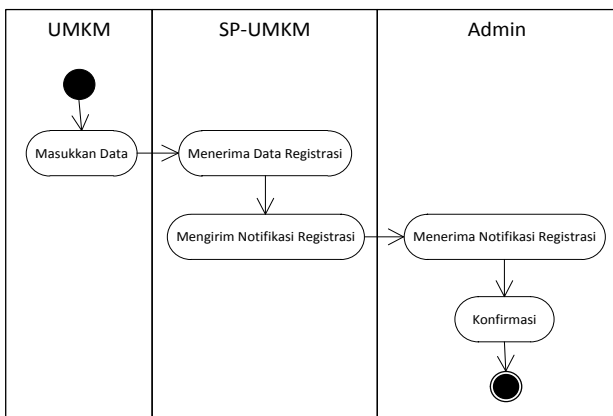 UMKM
SP-UMKM
Admin
Masukkan Data
Menerima Data Registrasi
Mengirim Notifikasi Registrasi
Menerima Notifikasi Registrasi
Konfirmasi